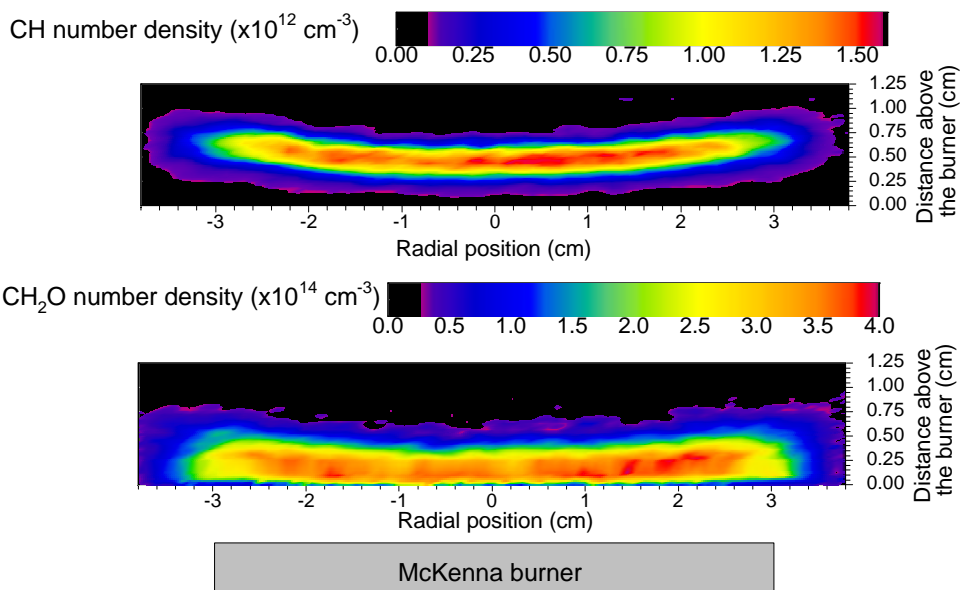 CH number density (x10¹² cm⁻³)
0.00 0.25 0.50 0.75 1.00 1.25 1.50
1.25
1.00
0.75
0.50
0.25
0.00
Distance above
the burner (cm)
-3 -2 -1 0 1 2 3
Radial position (cm)
CH₂O number density (x10¹⁴ cm⁻³)
0.0 0.5 1.0 1.5 2.0 2.5 3.0 3.5 4.0
1.25
1.00
0.75
0.50
0.25
0.00
Distance above
the burner (cm)
-3 -2 -1 0 1 2 3
Radial position (cm)
McKenna burner